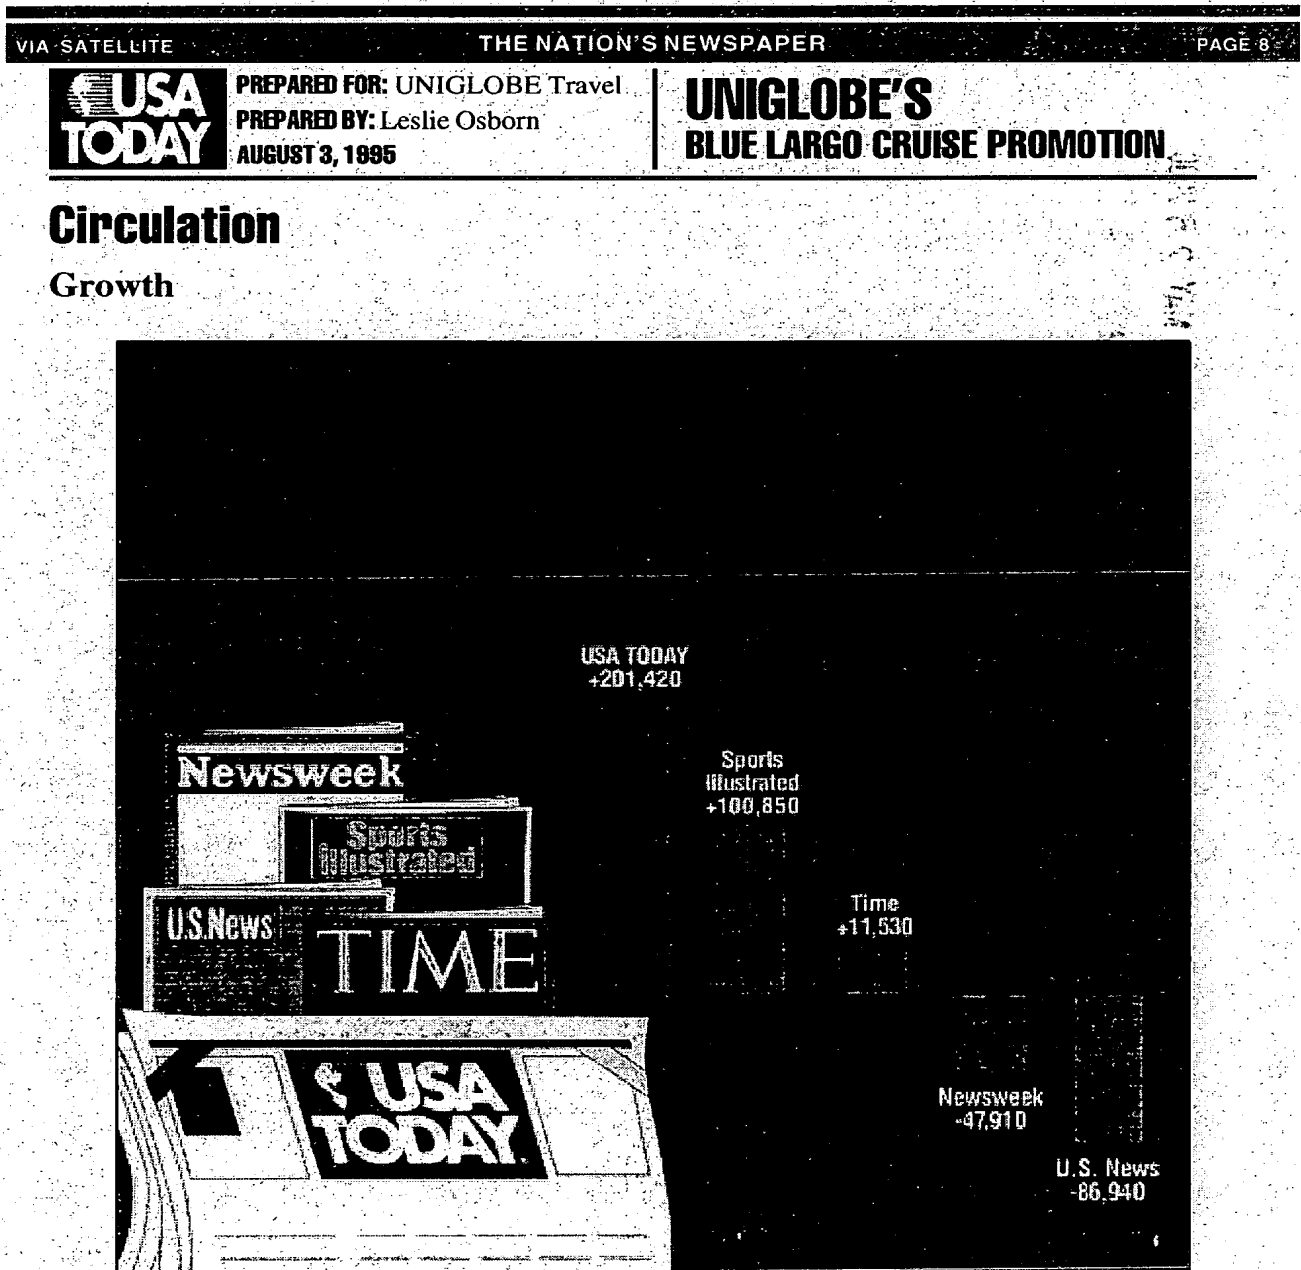 VIA SATELLITE
THE NATION'S NEWSPAPER
PAGE 8
USA
TODAY
PREPARED FOR: UNIGLOBE Travel
PREPARED BY: Leslie Osborn
AUGUST 3, 1995
UNIGLOBE'S
BLUE LARGO CRUISE PROMOTION
Circulation
Growth
USA TODAY
+201,420
Sports
Illustrated
+100,850
Time
+11,530
Newsweek
-47,910
U.S. News
-86,940
Newsweek
Sports
Illustrated
U.S.News
TIME
USA
TODAY